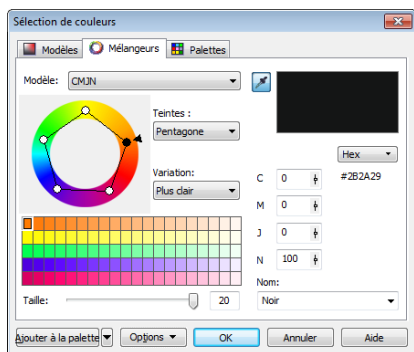 Sélection de couleurs
Modèles Mélangeurs Palettes
Modèle: CMJN
Teintes :
Pentagone
Hex
Variation:
#2B2A29
Plus clair
C 0
M 0
J 0
N 100
Nom:
Taille: 20 Noir
Ajouter à la palette Options OK Annuler Aide